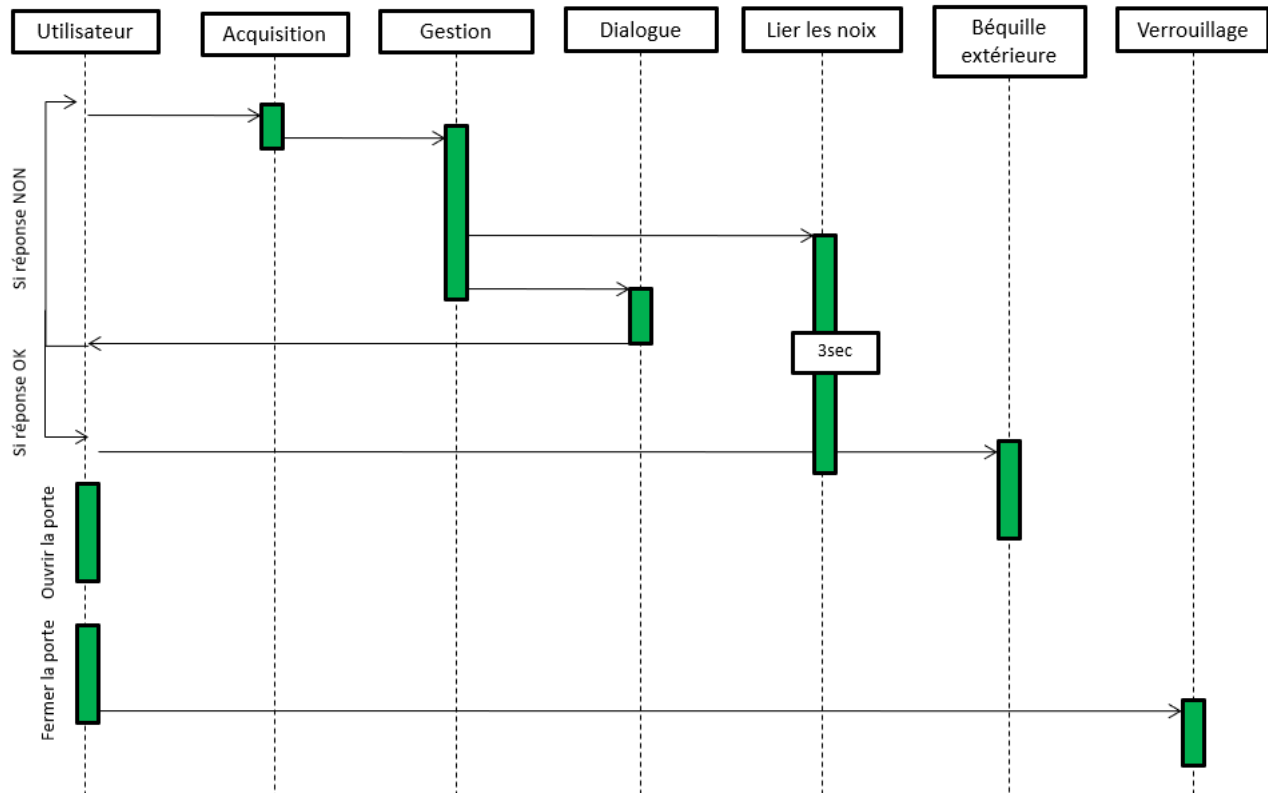 Utilisateur
Acquisition
Gestion
Dialogue
Lier les noix
Béquille
extérieure
Verrouillage
Si réponse NON
3sec
Si réponse OK
Ouvrir la porte
Fermer la porte